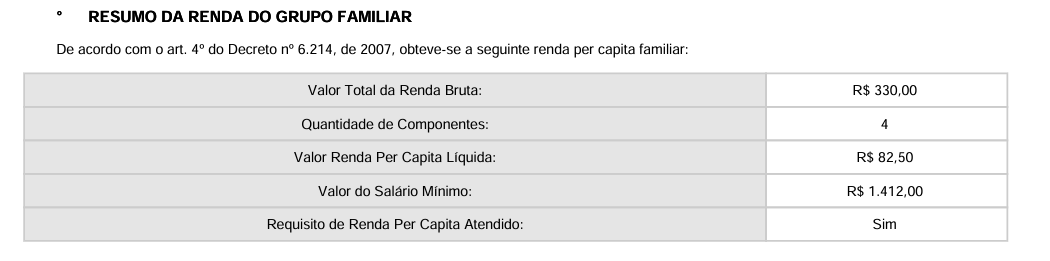 ° RESUMO DA RENDA DO GRUPO FAMILIAR
De acordo com o art. 4º do Decreto nº 6.214, de 2007, obteve-se a seguinte renda per capita familiar:
Valor Total da Renda Bruta: R$ 330,00
Quantidade de Componentes: 4
Valor Renda Per Capita Líquida: R$ 82,50
Valor do Salário Mínimo: R$ 1.412,00
Requisito de Renda Per Capita Atendido: Sim